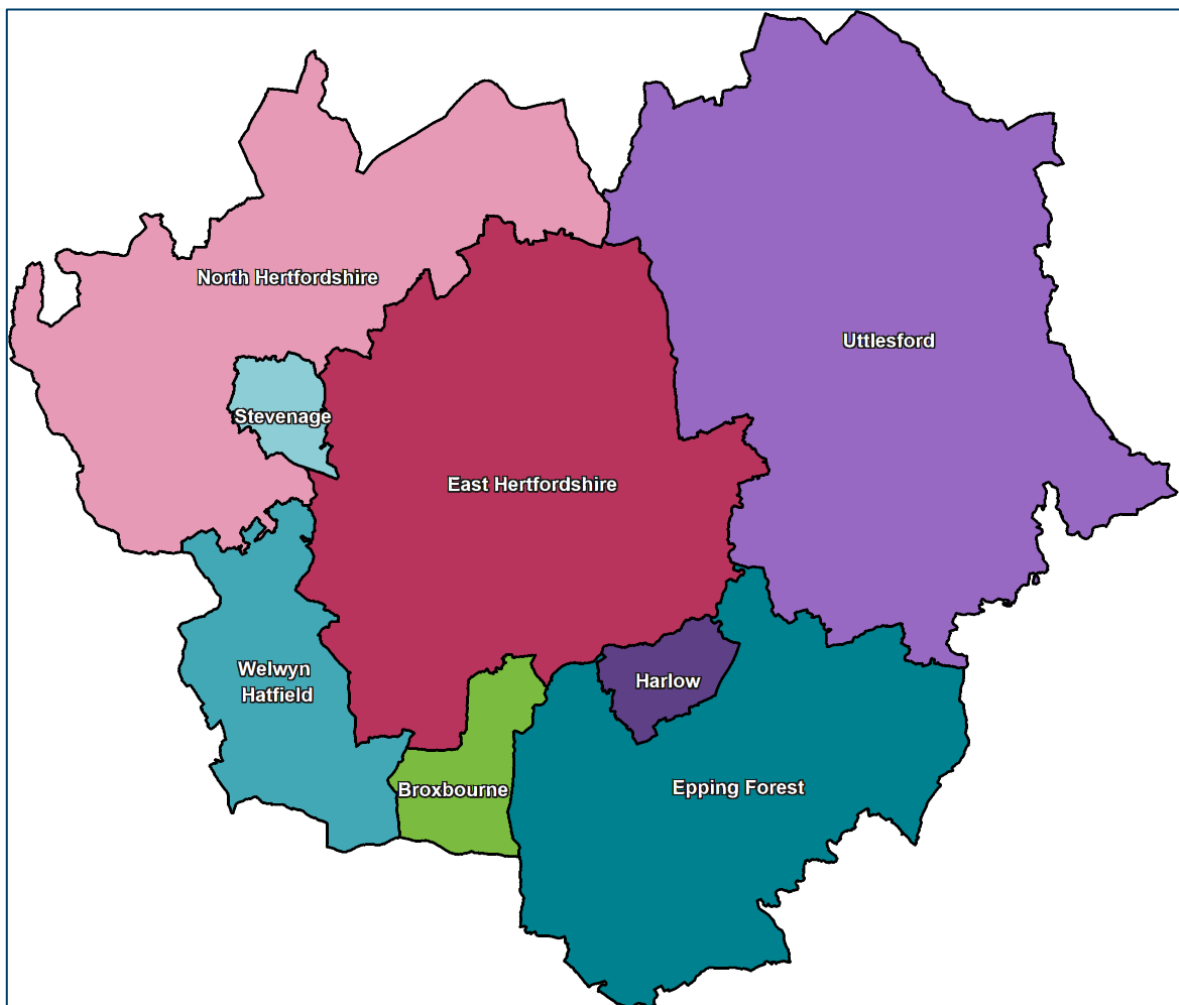 North Hertfordshire
Uttlesford
Stevenage
East Hertfordshire
Welwyn
Hatfield
Harlow
Broxbourne
Epping Forest